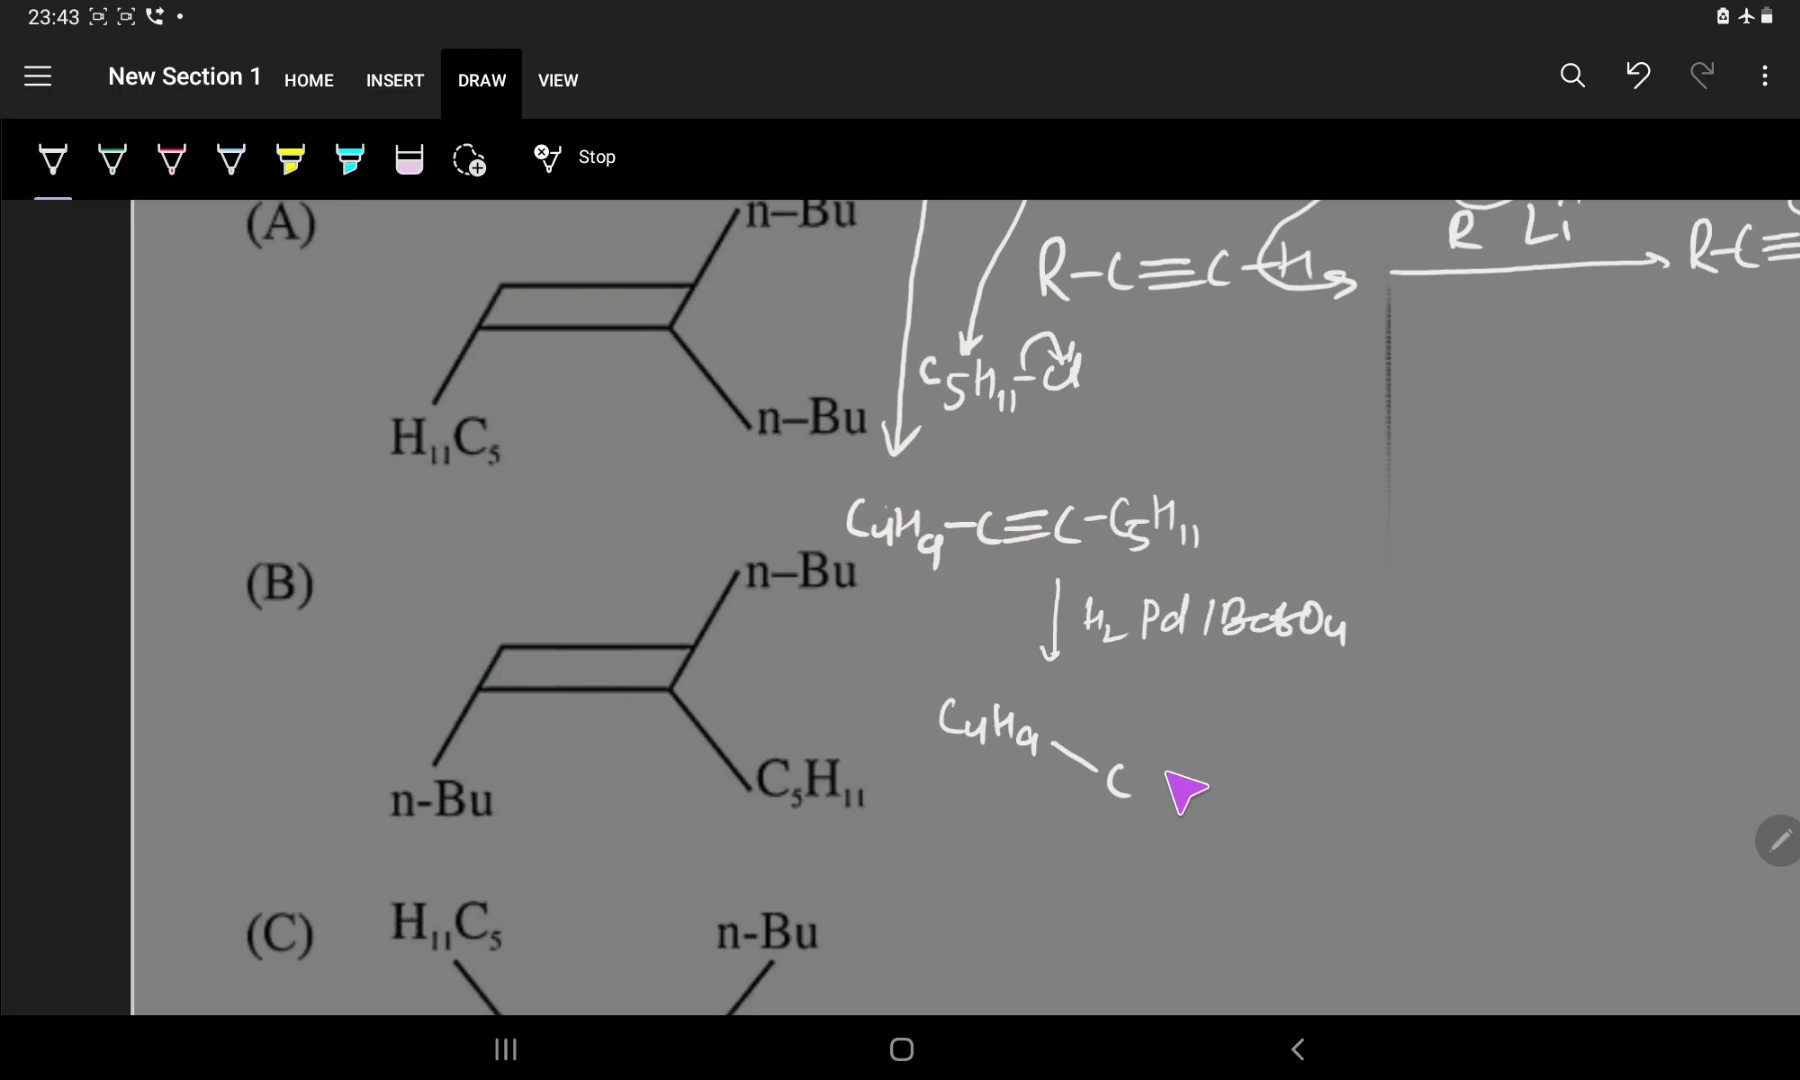 23:43
New Section 1 HOME INSERT DRAW VIEW
Stop
(A) n–Bu
R–C≡C–H R Li R–C≡
C5H11–Cl
H₁₁C₅ n–Bu
C4H9–C≡C–C5H11
(B) n–Bu
H2 Pd/BaSO4
C4H9
C
n-Bu C₅H₁₁
(C) H₁₁C₅ n-Bu